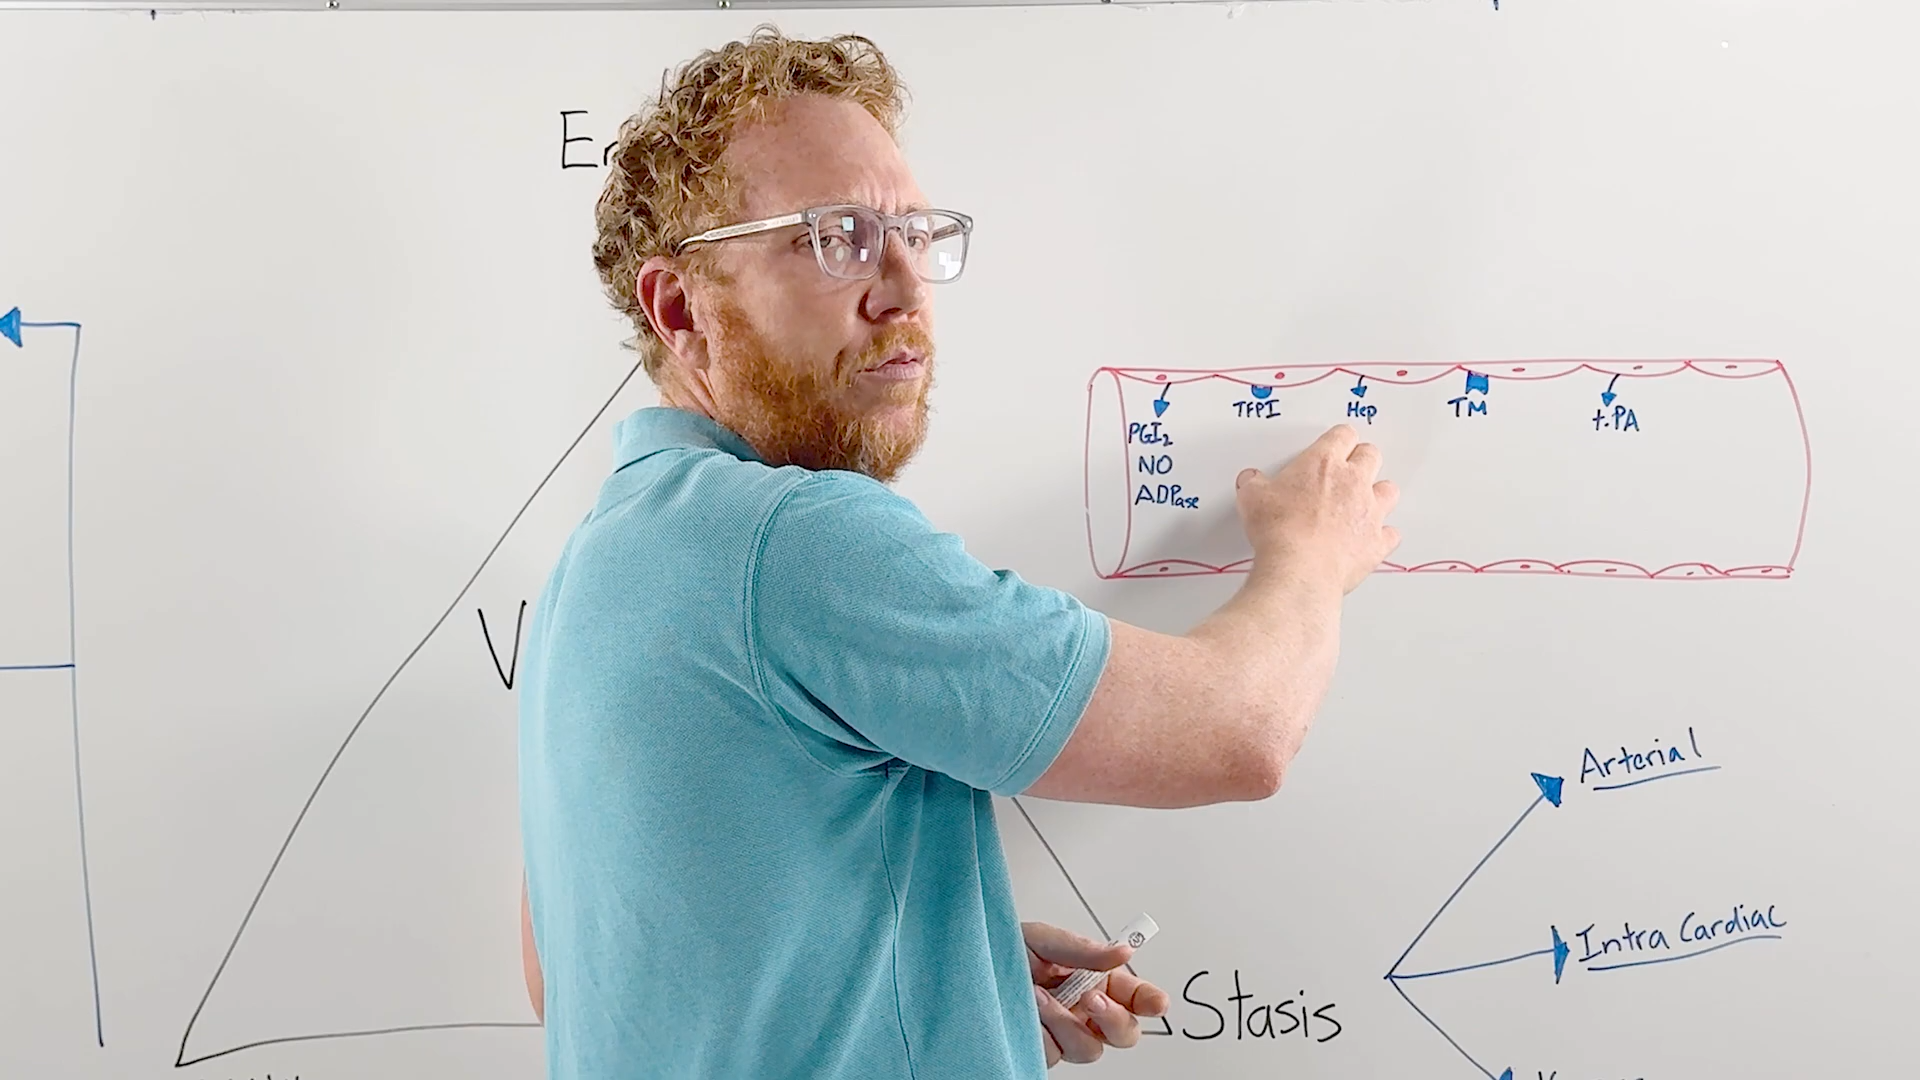 TFPI
Hep
TM
t.PA
PGI₂
NO
ADPase
Arterial
Intra Cardiac
Stasis